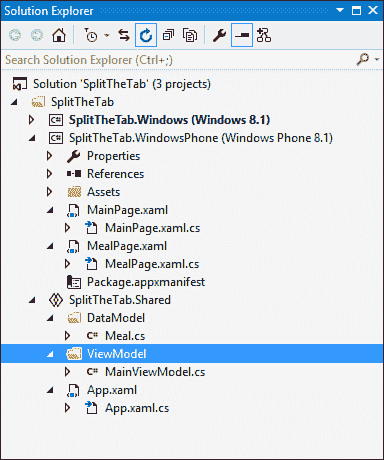 Solution Explorer
Search Solution Explorer (Ctrl+;)
Solution 'SplitTheTab' (3 projects)
SplitTheTab
C# SplitTheTab.Windows (Windows 8.1)
C# SplitTheTab.WindowsPhone (Windows Phone 8.1)
Properties
References
Assets
MainPage.xaml
MainPage.xaml.cs
MealPage.xaml
MealPage.xaml.cs
Package.appxmanifest
SplitTheTab.Shared
DataModel
C# Meal.cs
ViewModel
C# MainViewModel.cs
App.xaml
App.xaml.cs